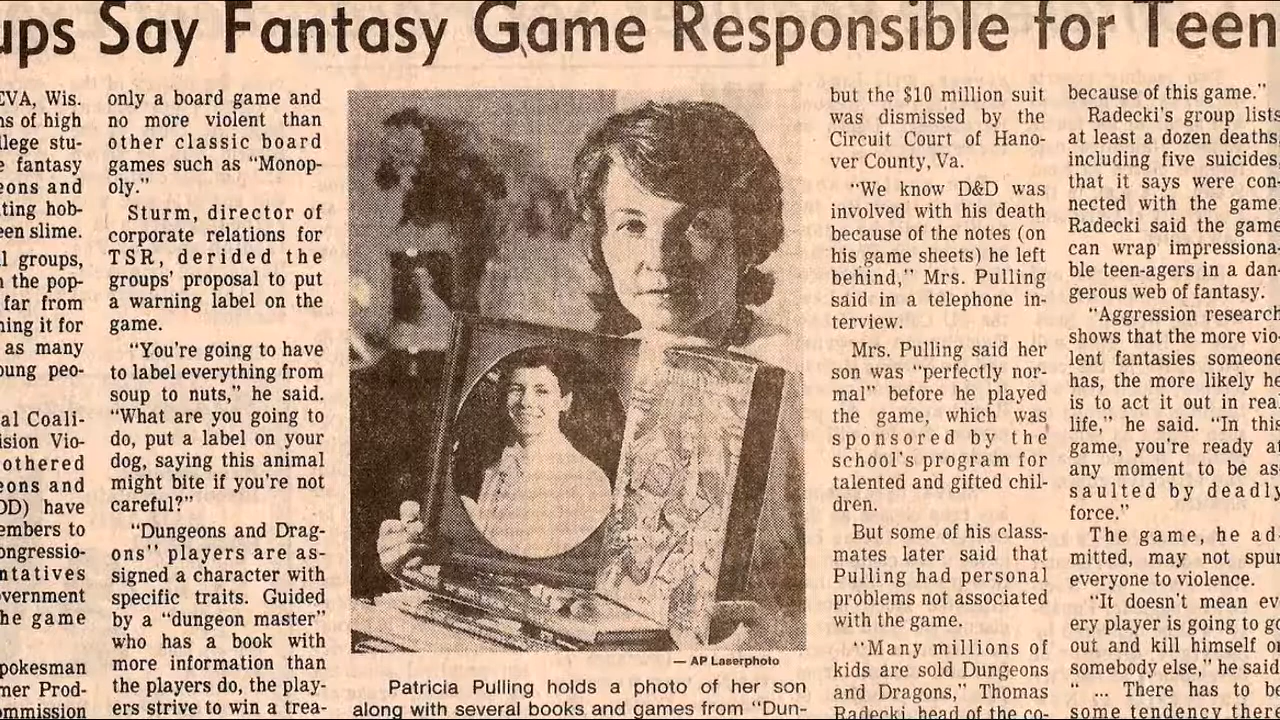 ups Say Fantasy Game Responsible for Teen
EVA, Wis.
ns of high
llege stu-
e fantasy
eons and
ting hob-
een slime.
l groups,
n the pop-
far from
ning it for
as many
oung peo-
al Coali-
ision Vio-
othered
eons and
OD) have
embers to
ongressio-
ntatives
overnment
he game
pokesman
mer Prod-
ommission
only a board game and
no more violent than
other classic board
games such as “Monop-
oly.”
Sturm, director of
corporate relations for
TSR, derided the
groups’ proposal to put
a warning label on the
game.
“You’re going to have
to label everything from
soup to nuts,” he said.
“What are you going to
do, put a label on your
dog, saying this animal
might bite if you’re not
careful?”
“Dungeons and Drag-
ons” players are as-
signed a character with
specific traits. Guided
by a “dungeon master”
who has a book with
more information than
the players do, the play-
ers strive to win a trea-
— AP Laserphoto
Patricia Pulling holds a photo of her son
along with several books and games from “Dun-
but the $10 million suit
was dismissed by the
Circuit Court of Hano-
ver County, Va.
“We know D&D was
involved with his death
because of the notes (on
his game sheets) he left
behind,” Mrs. Pulling
said in a telephone in-
terview.
Mrs. Pulling said her
son was “perfectly nor-
mal” before he played
the game, which was
sponsored by the
school’s program for
talented and gifted chil-
dren.
But some of his class-
mates later said that
Pulling had personal
problems not associated
with the game.
“Many millions of
kids are sold Dungeons
and Dragons,” Thomas
Radecki, head of the co-
because of this game.”
Radecki’s group lists
at least a dozen deaths,
including five suicides,
that it says were con-
nected with the game.
Radecki said the game
can wrap impressiona-
ble teen-agers in a dan-
gerous web of fantasy.
“Aggression research
shows that the more vio-
lent fantasies someone
has, the more likely he
is to act it out in real
life,” he said. “In this
game, you’re ready at
any moment to be as-
saulted by deadly
force.”
The game, he ad-
mitted, may not spur
everyone to violence.
“It doesn’t mean ev-
ery player is going to go
out and kill himself or
somebody else,” he said.
“ ... There has to be
some tendency there